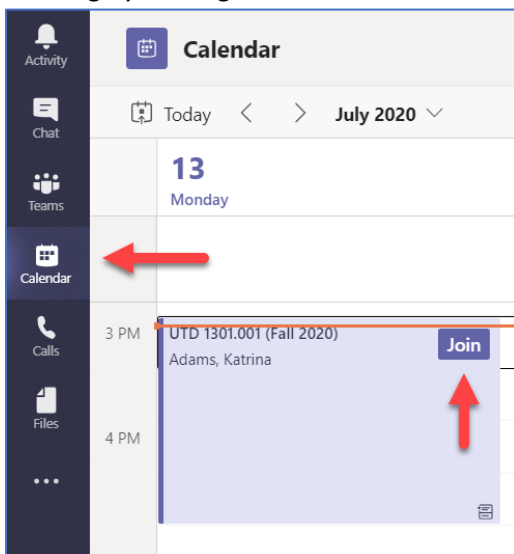 Activity
Chat
Teams
Calendar
Calls
Files
Calendar
Today
July 2020
13
Monday
3 PM
UTD 1301.001 (Fall 2020)
Adams, Katrina
Join
4 PM